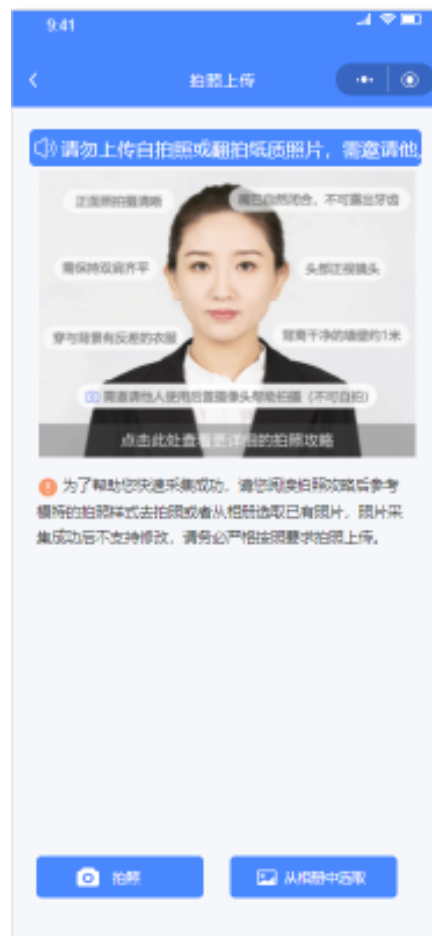 9:41
拍照上传
请勿上传自拍照或翻拍纸质照片，需邀请他
正面照拍摄清晰
嘴巴自然闭合，不可露出牙齿
需保持双肩齐平
头部正视镜头
穿与背景有反差的衣服
背离干净的墙壁约1米
需邀请他人使用后置摄像头帮助拍摄（不可自拍）
点击此处查看更详细的拍照攻略
为了帮助您快速采集成功，请您阅读拍照攻略后参考
模特的拍照样式去拍照或者从相册选取已有照片，照片采
集成功后不支持修改，请务必严格按照要求拍照上传。
拍照
从相册中选取